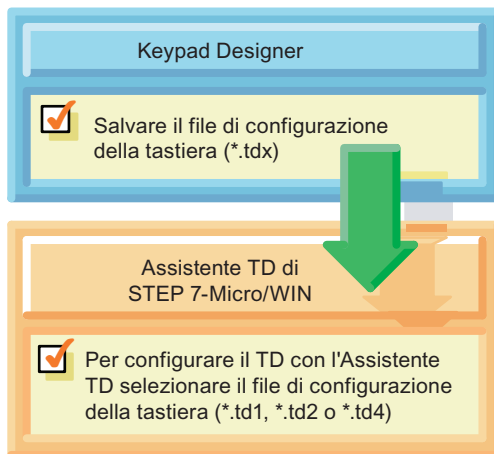 Keypad Designer
Salvare il file di configurazione
della tastiera (*.tdx)
Assistente TD di
STEP 7-Micro/WIN
Per configurare il TD con l'Assistente
TD selezionare il file di configurazione
della tastiera (*.td1, *.td2 o *.td4)